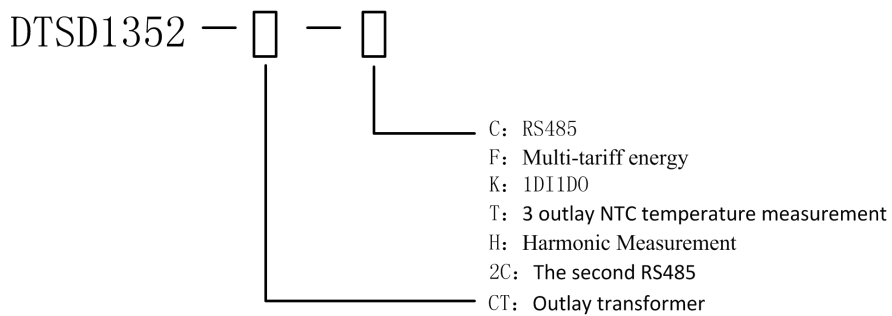 DTSD1352 — □ — □
C: RS485
F: Multi-tariff energy
K: 1DI1DO
T: 3 outlay NTC temperature measurement
H: Harmonic Measurement
2C: The second RS485
CT: Outlay transformer